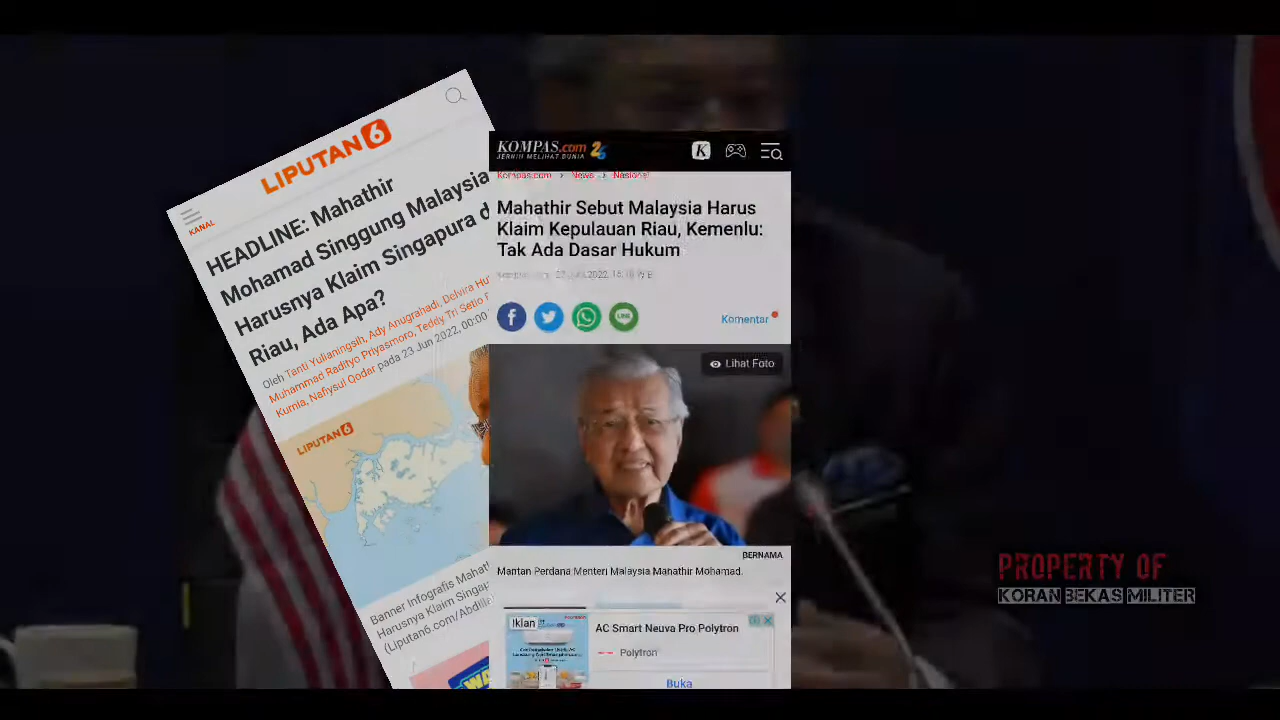 LIPUTAN6
KANAL
HEADLINE: Mahathir
Mohamad Singgung Malaysia
Harusnya Klaim Singapura d
Riau, Ada Apa?
Oleh Tanti Yulianingsih, Ady Anugrahadi, Delvira Hu
Muhammad Radityo Priyasmoro, Teddy Tri Setio
Kurnia, Nafiysul Qodar pada 23 Jun 2022, 00:00
LIPUTAN6
Banner Infografis Mahat
Harusnya Klaim Singap
(Liputan6.com/Abdilla
KOMPAS.com 26
JERNIH MELIHAT DUNIA
K
Kompas.com > News > Nasional
Mahathir Sebut Malaysia Harus
Klaim Kepulauan Riau, Kemenlu:
Tak Ada Dasar Hukum
2022,
LINE
Komentar
Lihat Foto
BERNAMA
Mantan Perdana Menteri Malaysia Mahathir Mohamad.
Iklan
AC Smart Neuva Pro Polytron
Polytron
Buka
PROPERTY OF
KORAN BEKAS MILITER